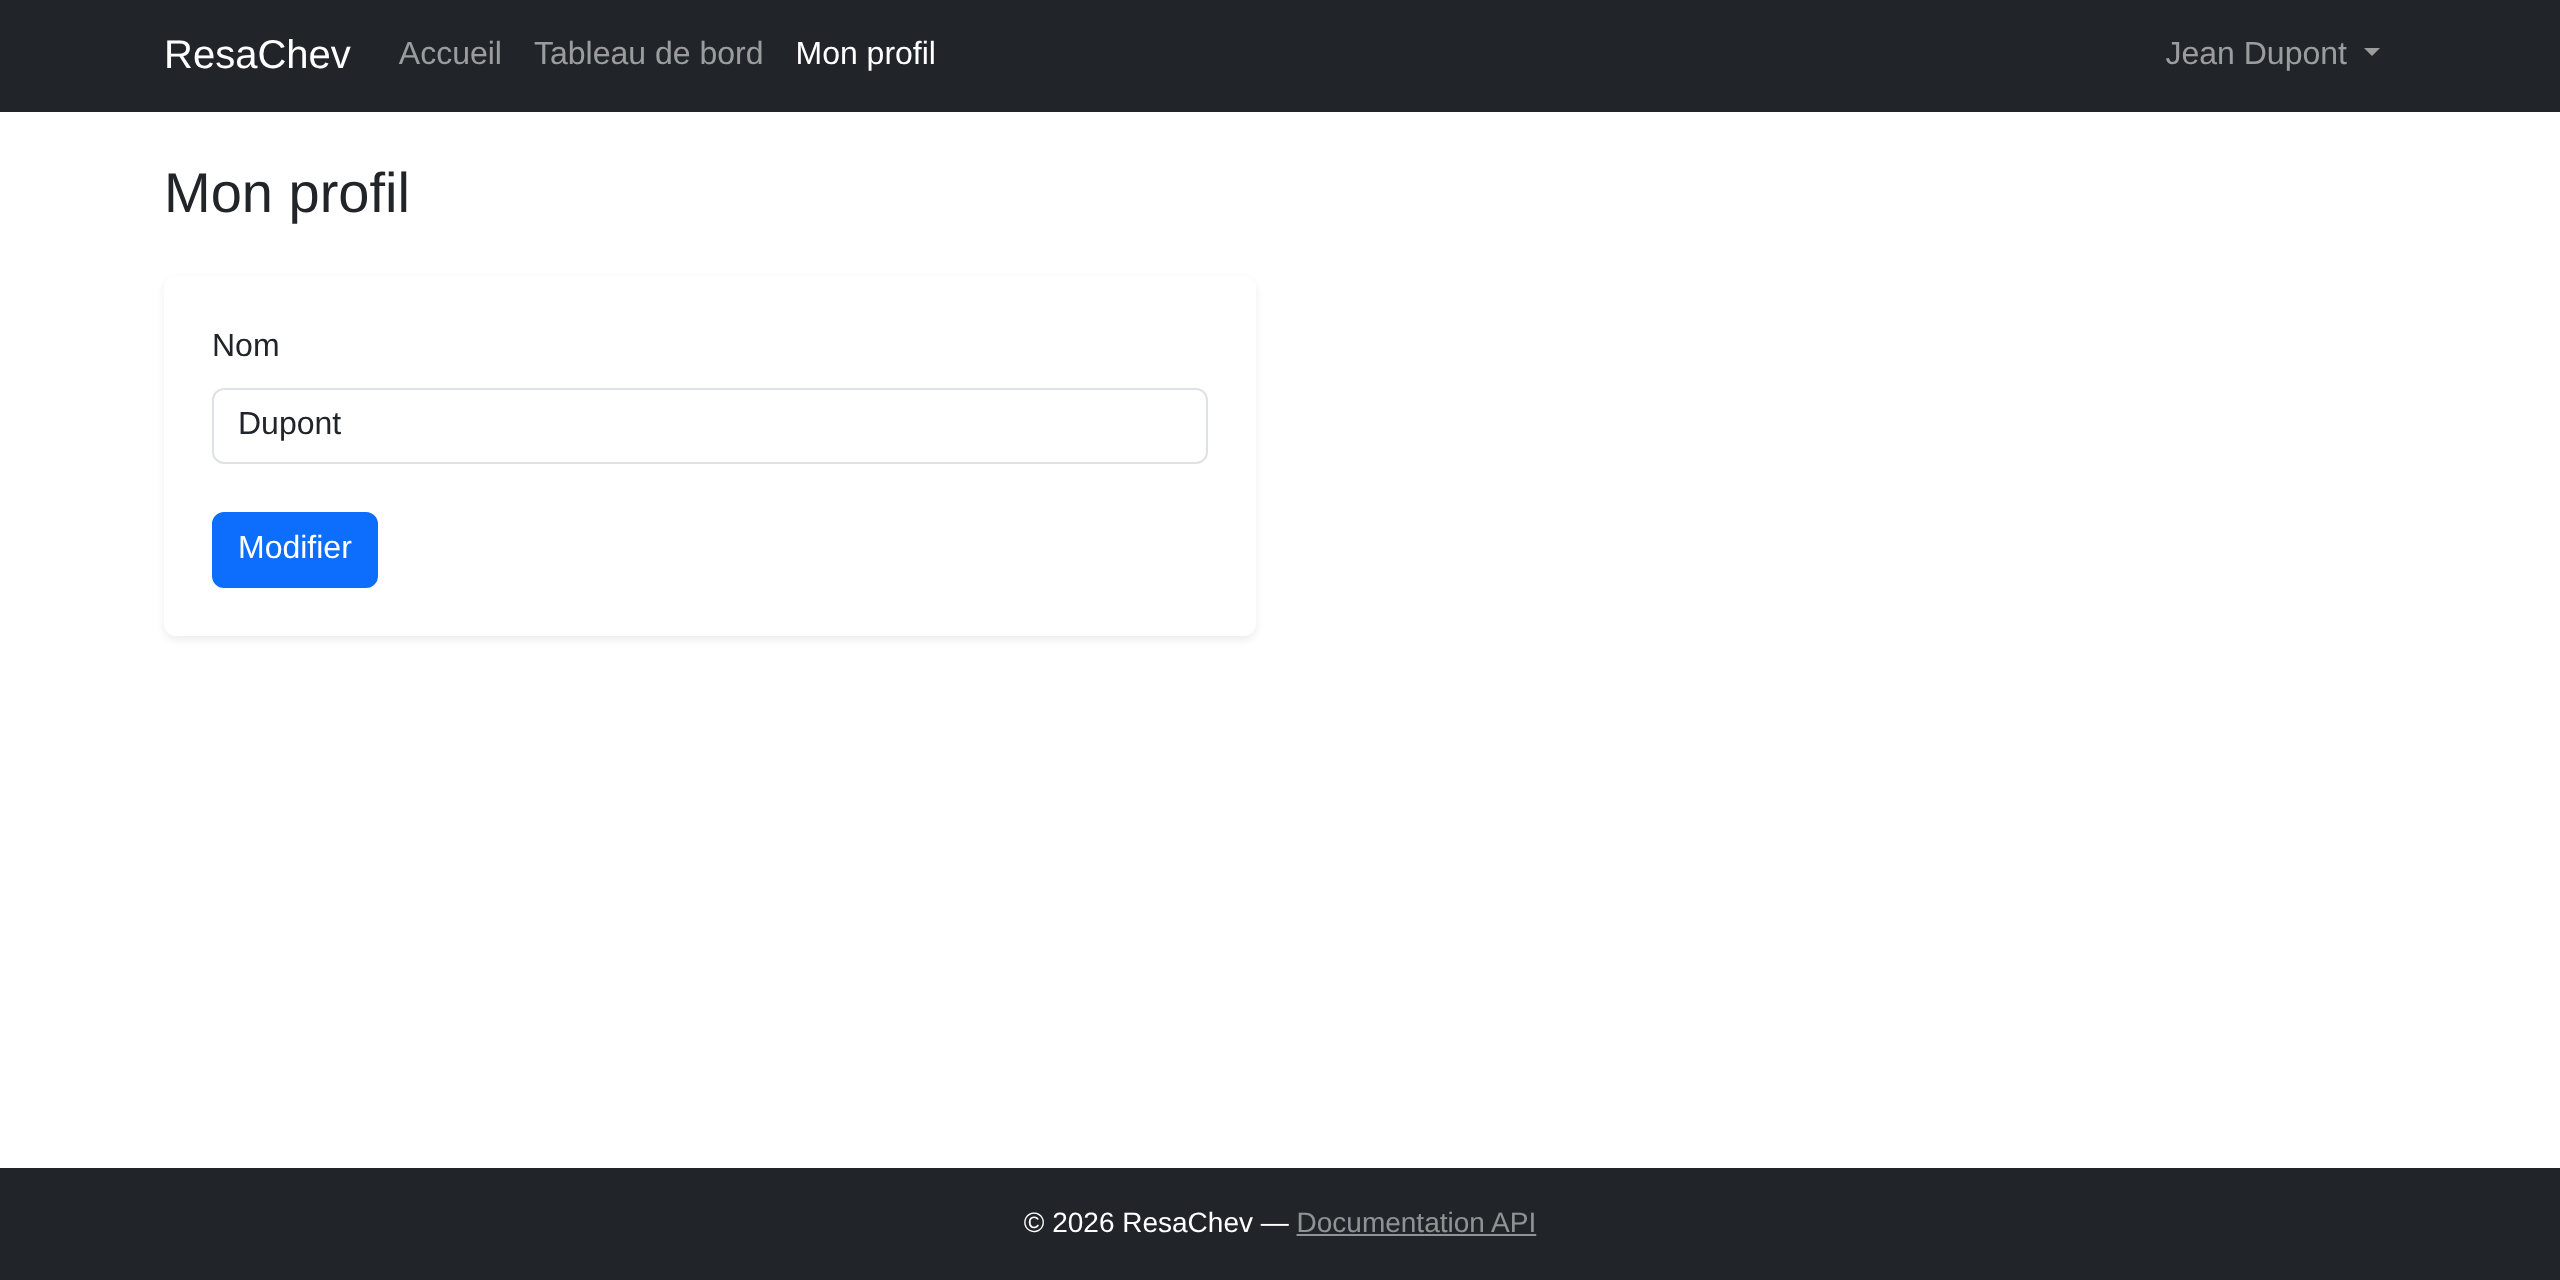 ResaChev Accueil Tableau de bord Mon profil Jean Dupont
Mon profil
Nom
Dupont
Modifier
© 2026 ResaChev — Documentation API